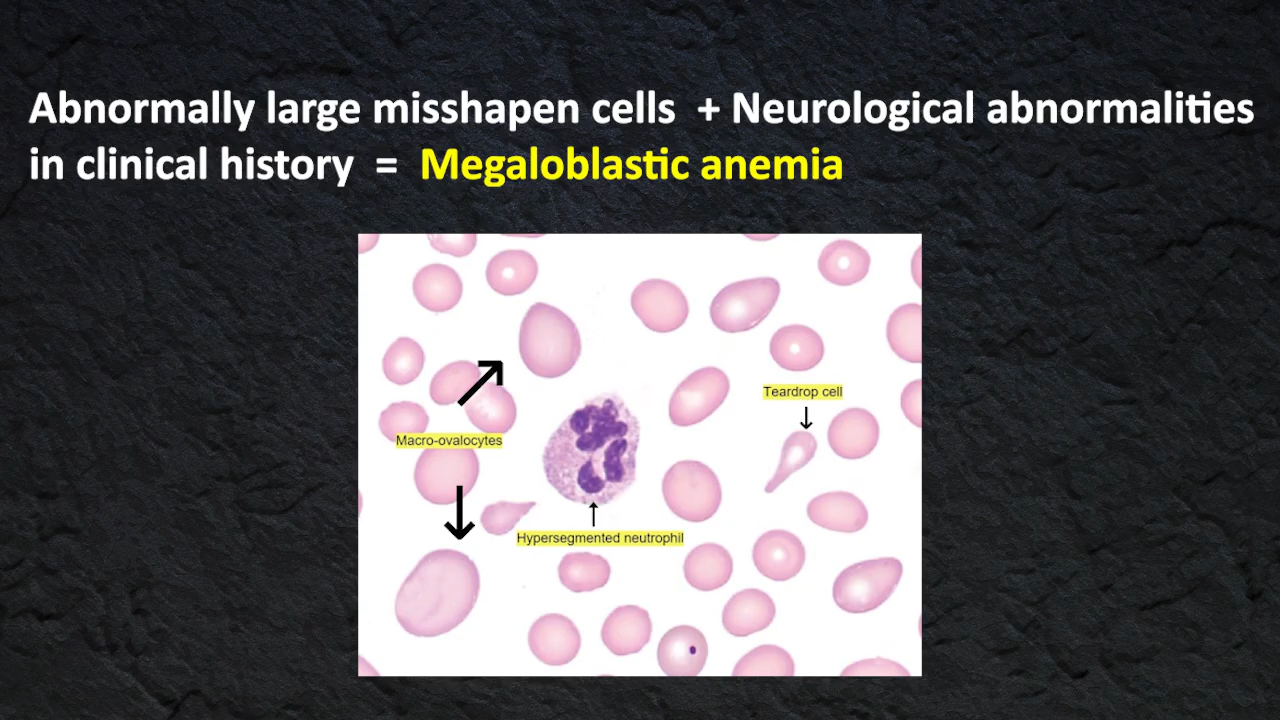 Abnormally large misshapen cells + Neurological abnormalities
in clinical history = Megaloblastic anemia
Teardrop cell
Macro-ovalocytes
Hypersegmented neutrophil